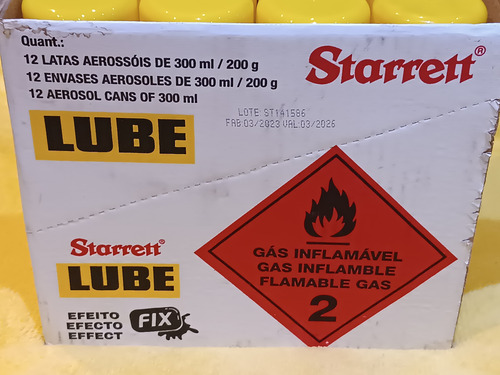 Quant.:
12 LATAS AEROSSÓIS DE 300 ml / 200 g
12 ENVASES AEROSOLES DE 300 ml / 200 g
12 AEROSOL CANS OF 300 ml
Starrett®
LOTE ST141586
FAB:03/2023 VAL:03/2026
LUBE
Starrett®
LUBE
EFEITO
EFECTO
EFFECT
FIX
GÁS INFLAMÁVEL
GAS INFLAMBLE
FLAMABLE GAS
2